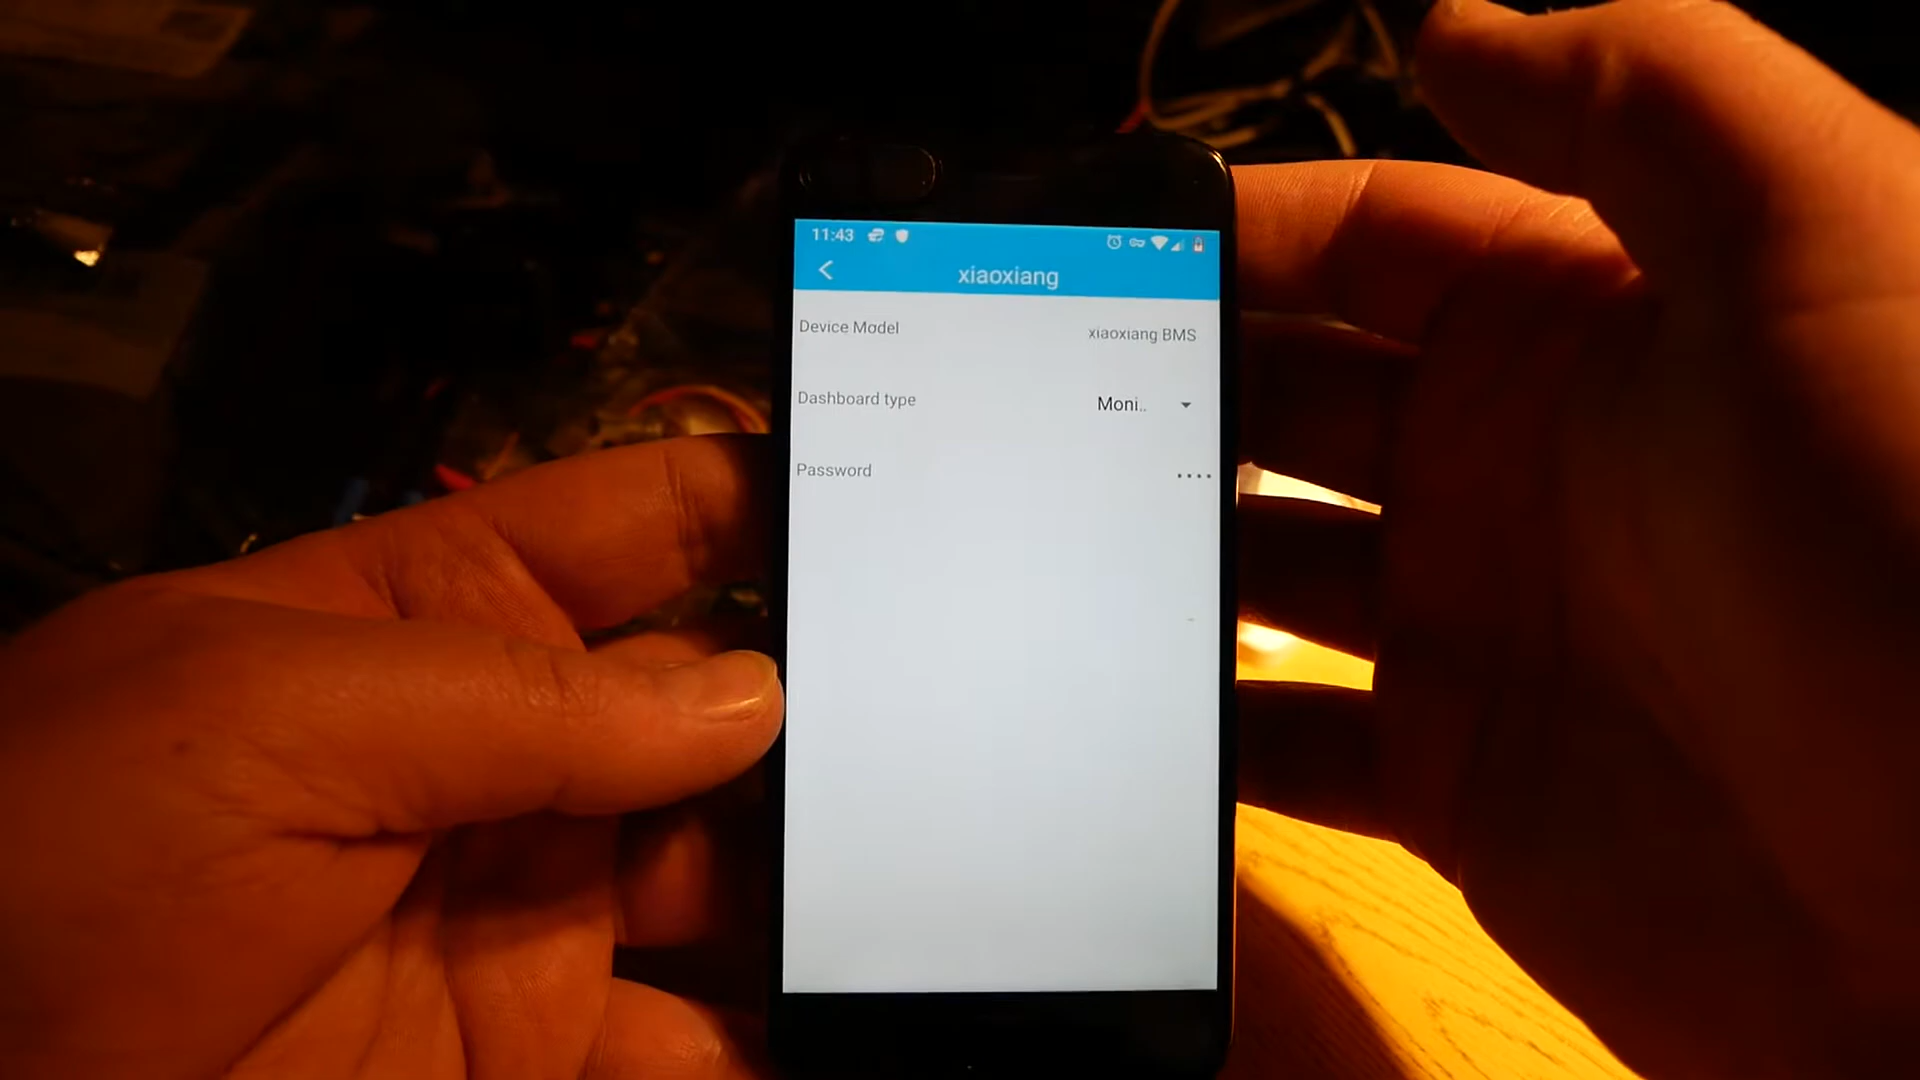 11:43
xiaoxiang
Device Model xiaoxiang BMS
Dashboard type Moni..
Password ....